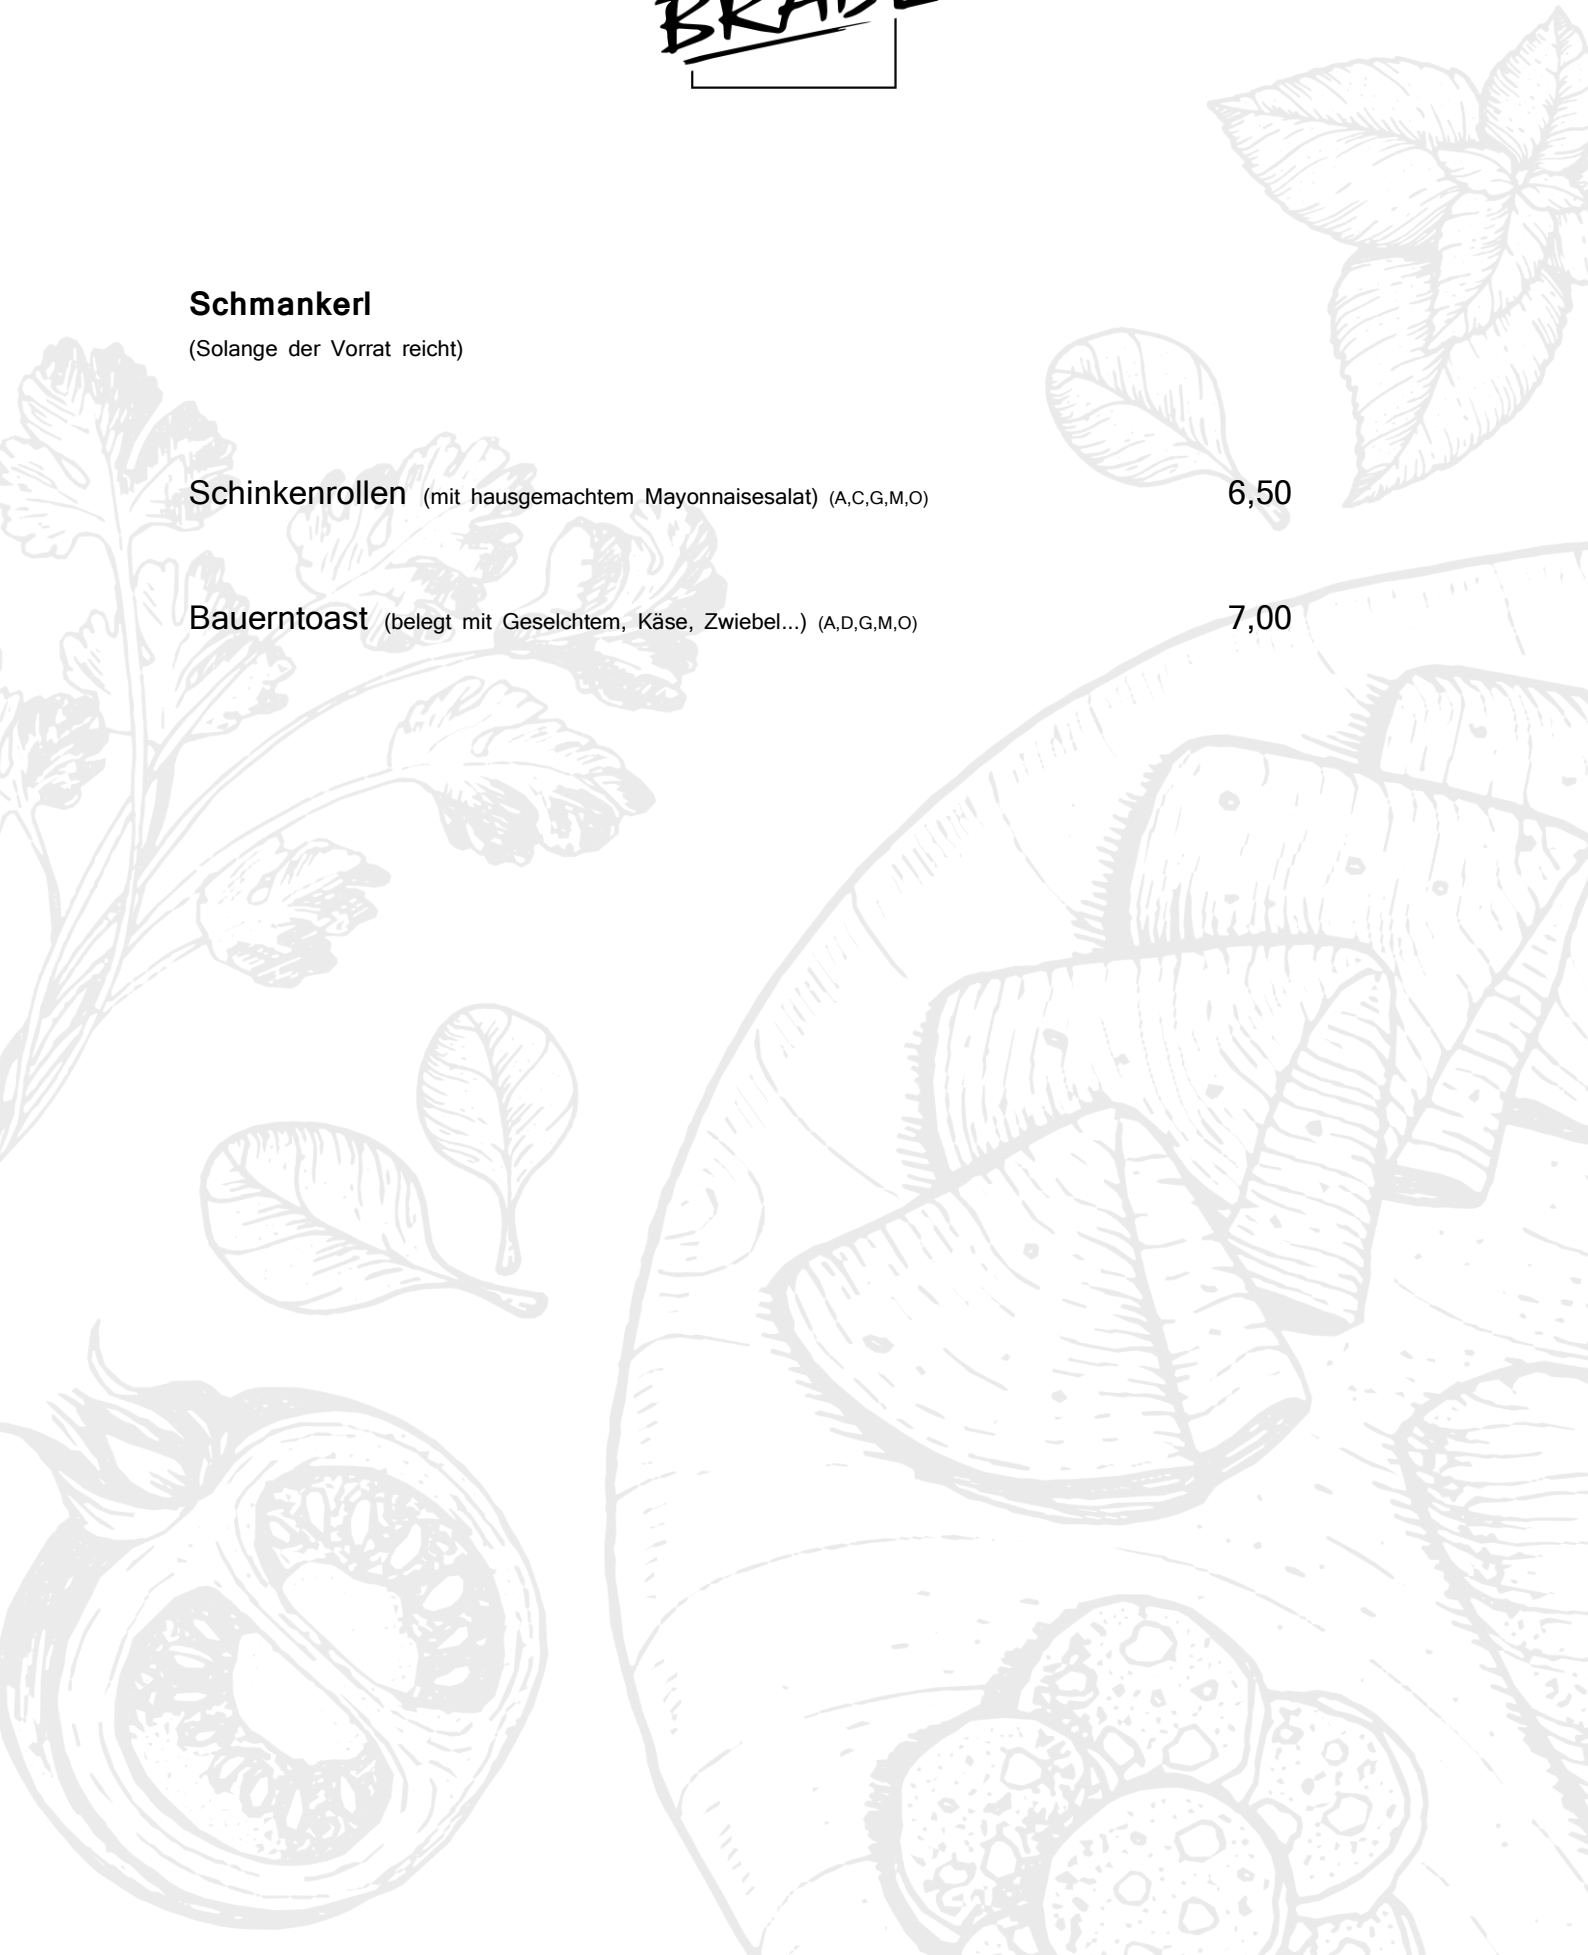 Schmankerl
(Solange der Vorrat reicht)
Schinkenrollen (mit hausgemachtem Mayonnaisesalat) (A,C,G,M,O) 6,50
Bauerntoast (belegt mit Geselchtem, Käse, Zwiebel...) (A,D,G,M,O) 7,00